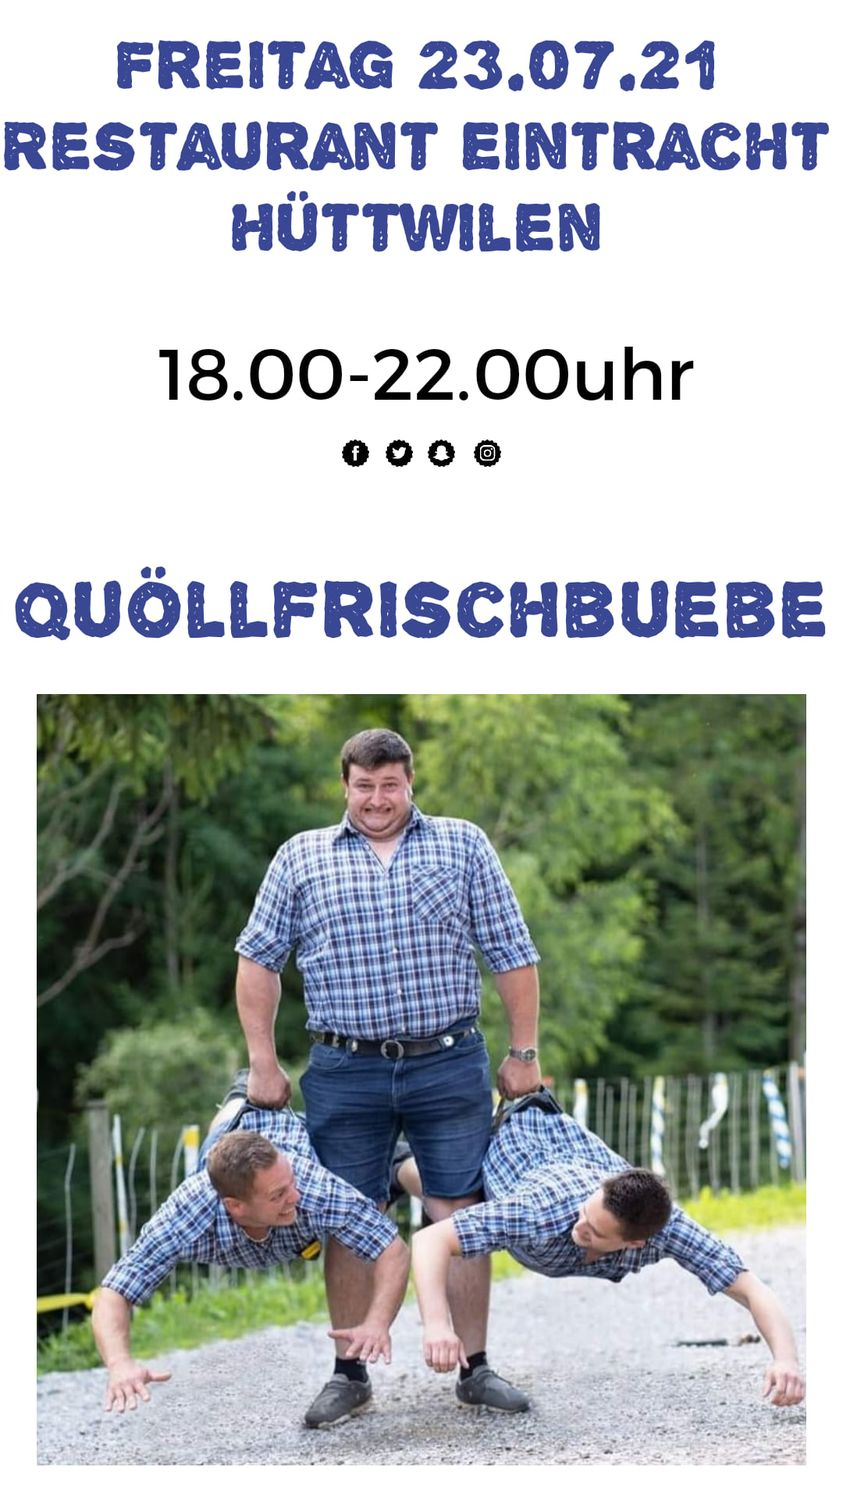 FREITAG 23.07.21
RESTAURANT EINTRACHT
HÜTTWILEN
18.00-22.00uhr
QUÖLLFRISCHBUEBE